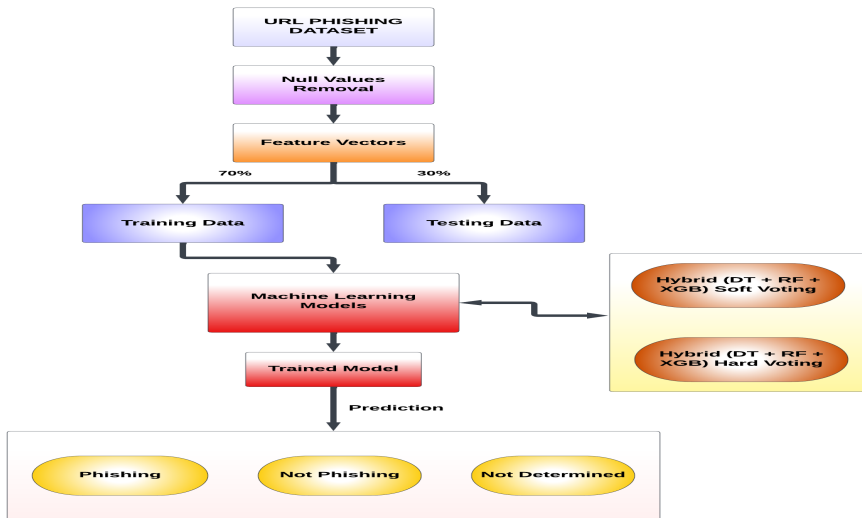 URL PHISHING
DATASET
Null Values
Removal
Feature Vectors
70%
30%
Training Data
Testing Data
Machine Learning
Models
Hybrid (DT + RF +
XGB) Soft Voting
Hybrid (DT + RF +
XGB) Hard Voting
Trained Model
Prediction
Phishing
Not Phishing
Not Determined